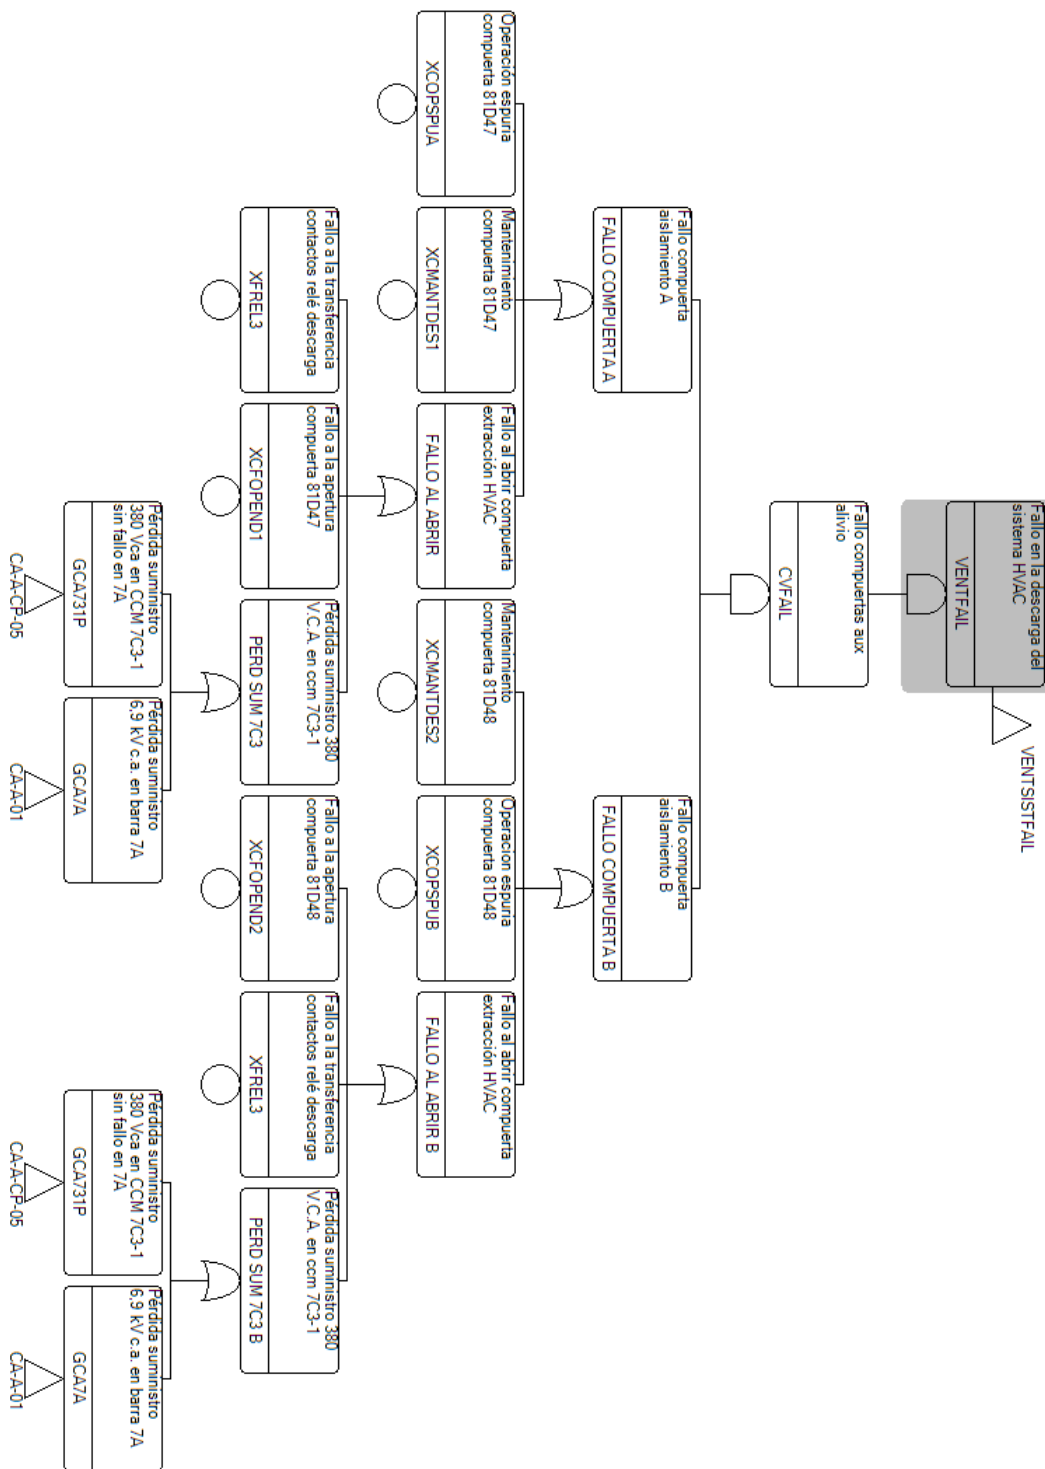 Fallo en la descarga del
sistema HVAC
VENTFAIL
VENTSISTFAIL
Fallo compuertas aux
alivio
CVFAIL
Fallo compuerta
aislamiento A
FALLO COMPUERTA A
Fallo compuerta
aislamiento B
FALLO COMPUERTA B
Operación espuria
compuerta 81D47
XCOPSPUA
Mantenimiento
compuerta 81D47
XCMANTDES1
Fallo al abrir compuerta
extracción HVAC
FALLO AL ABRIR
Mantenimiento
compuerta 81D48
XCMANTDES2
Operacion espuria
compuerta 81D48
XCOPSPUB
Fallo al abrir compuerta
extracción HVAC
FALLO AL ABRIR B
Fallo a la transferencia
contactos relé descarga
XFREL3
Fallo a la apertura
compuerta 81D47
XCFOPEND1
Pérdida suministro 380
V.C.A. en ccm 7C3-1
PERD SUM 7C3
Fallo a la apertura
compuerta 81D48
XCFOPEND2
Fallo a la transferencia
contactos relé descarga
XFREL3
Pérdida suministro 380
V.C.A. en ccm 7C3-1
PERD SUM 7C3 B
Pérdida suministro
380 Vca en CCM 7C3-1
sin fallo en 7A
GCA731P
CA-A-CP-05
Pérdida suministro
6,9 kV c.a. en barra 7A
GCA7A
CA-A-01
Pérdida suministro
380 Vca en CCM 7C3-1
sin fallo en 7A
GCA731P
CA-A-CP-05
Pérdida suministro
6,9 kV c.a. en barra 7A
GCA7A
CA-A-01